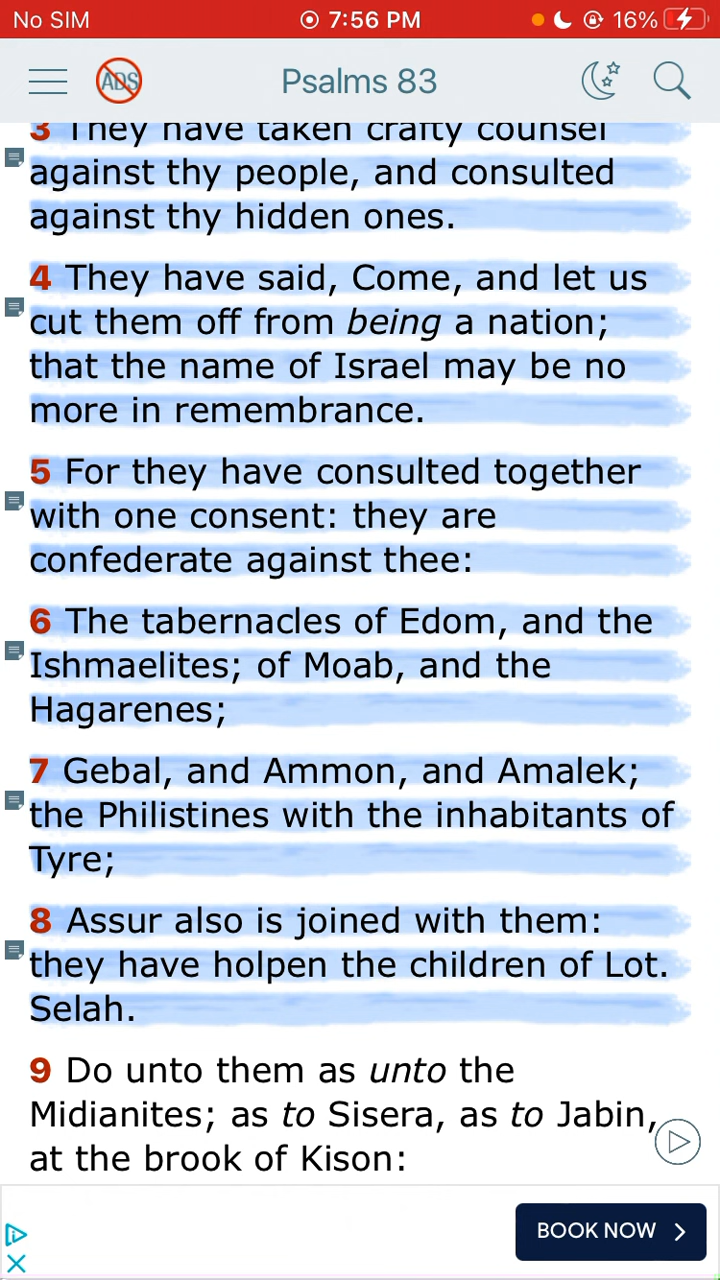 No SIM
7:56 PM
16%
ADS
Psalms 83
3 They have taken crafty counsel
against thy people, and consulted
against thy hidden ones.
4 They have said, Come, and let us
cut them off from being a nation;
that the name of Israel may be no
more in remembrance.
5 For they have consulted together
with one consent: they are
confederate against thee:
6 The tabernacles of Edom, and the
Ishmaelites; of Moab, and the
Hagarenes;
7 Gebal, and Ammon, and Amalek;
the Philistines with the inhabitants of
Tyre;
8 Assur also is joined with them:
they have holpen the children of Lot.
Selah.
9 Do unto them as unto the
Midianites; as to Sisera, as to Jabin,
at the brook of Kison:
BOOK NOW